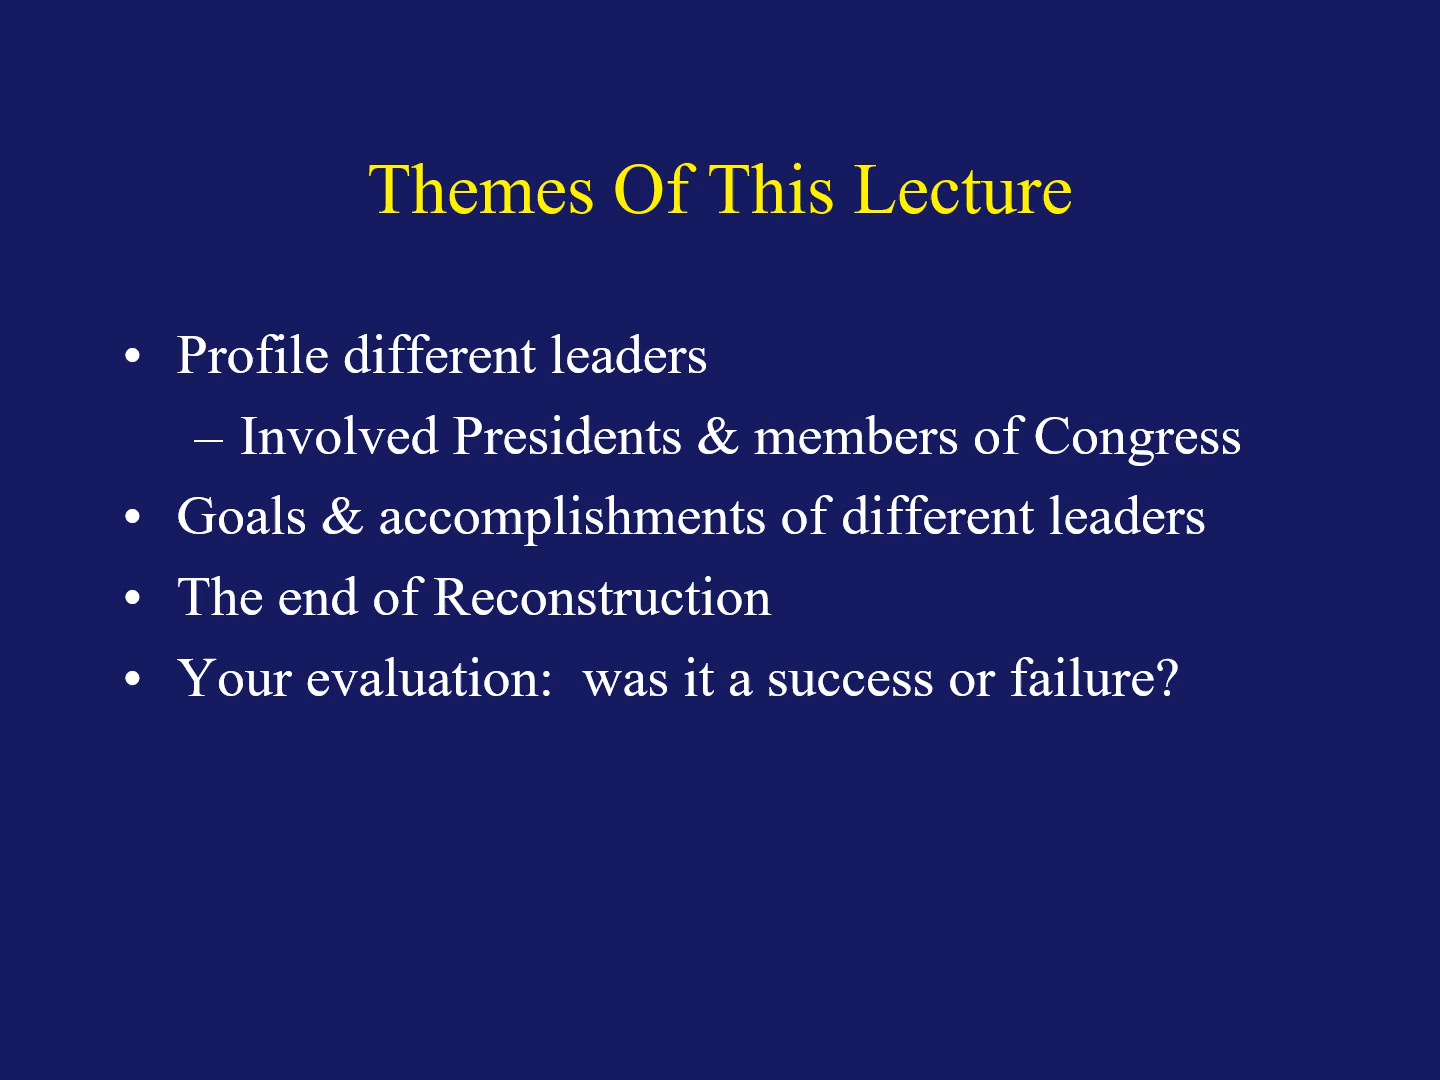 Themes Of This Lecture
• Profile different leaders
– Involved Presidents & members of Congress
• Goals & accomplishments of different leaders
• The end of Reconstruction
• Your evaluation:  was it a success or failure?